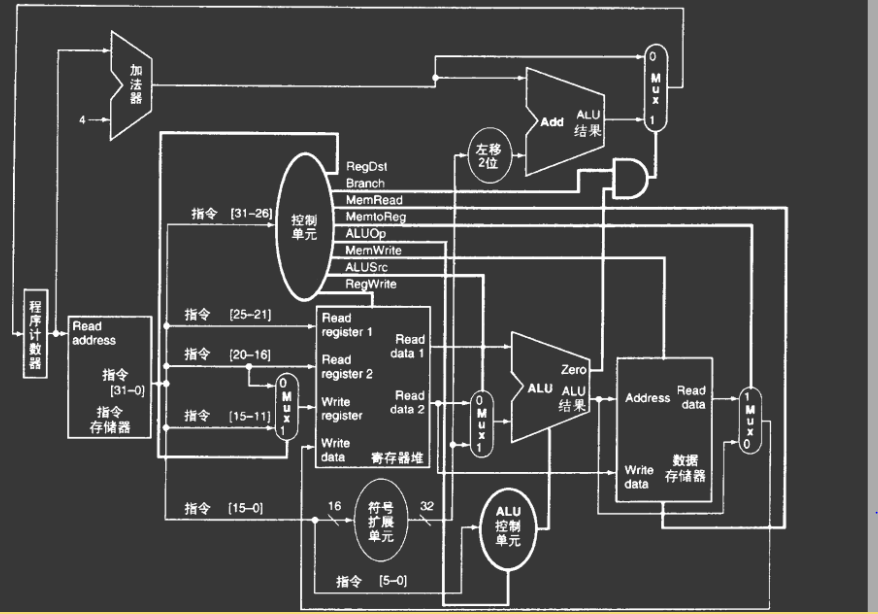 加法器
4
Add
ALU
结果
0
Mux
1
左移
2位
RegDst
Branch
MemRead
MemtoReg
ALUOp
MemWrite
ALUSrc
RegWrite
控制
单元
指令 [31-26]
程序计数器
Read
address
指令
[31-0]
指令
存储器
指令 [25-21]
指令 [20-16]
指令 [15-11]
0
Mux
1
Read
register 1
Read
register 2
Write
register
Write
data
Read
data 1
Read
data 2
寄存器堆
0
Mux
1
Zero
ALU
ALU
结果
Address
Read
data
Write
data
数据
存储器
1
Mux
0
指令 [15-0]
16
符号
扩展
单元
32
ALU
控制
单元
指令 [5-0]